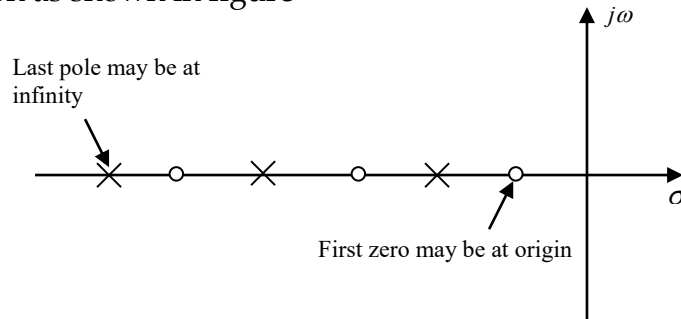 as shown in figure
jω
Last pole may be at
infinity
σ
First zero may be at origin